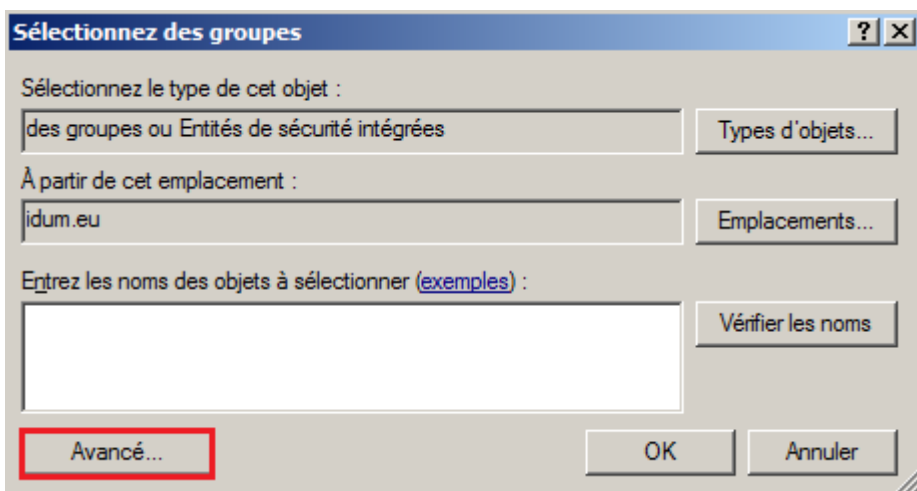 Sélectionnez des groupes
Sélectionnez le type de cet objet :
des groupes ou Entités de sécurité intégrées
Types d'objets...
À partir de cet emplacement :
idum.eu
Emplacements...
Entrez les noms des objets à sélectionner (exemples) :
Vérifier les noms
Avancé...
OK
Annuler